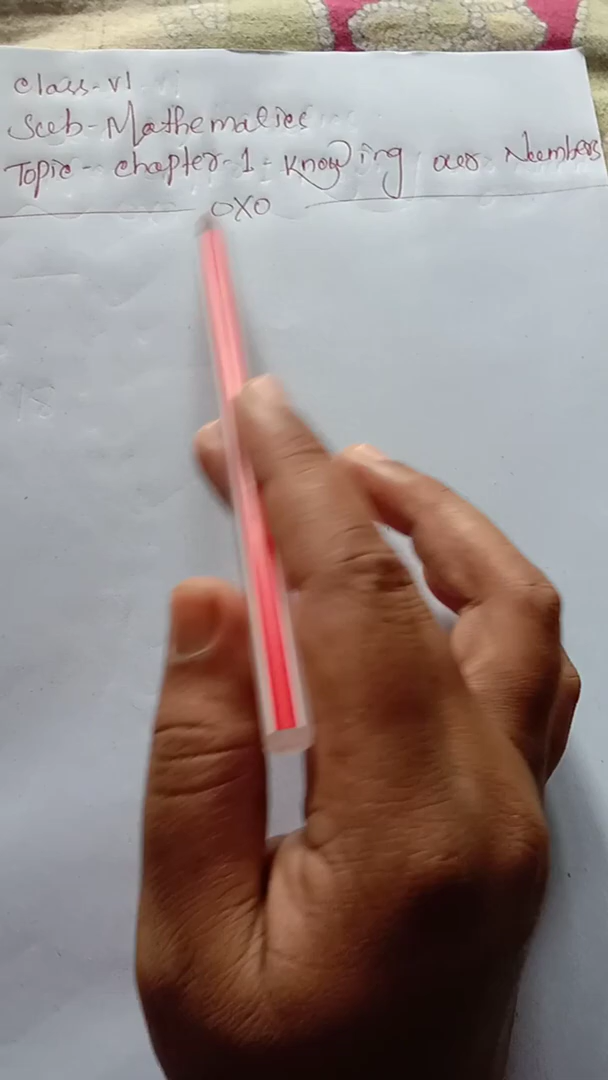 Class-VI
Sub-Mathematics
Topic- Chapter-1- Knowing our Numbers
OXO